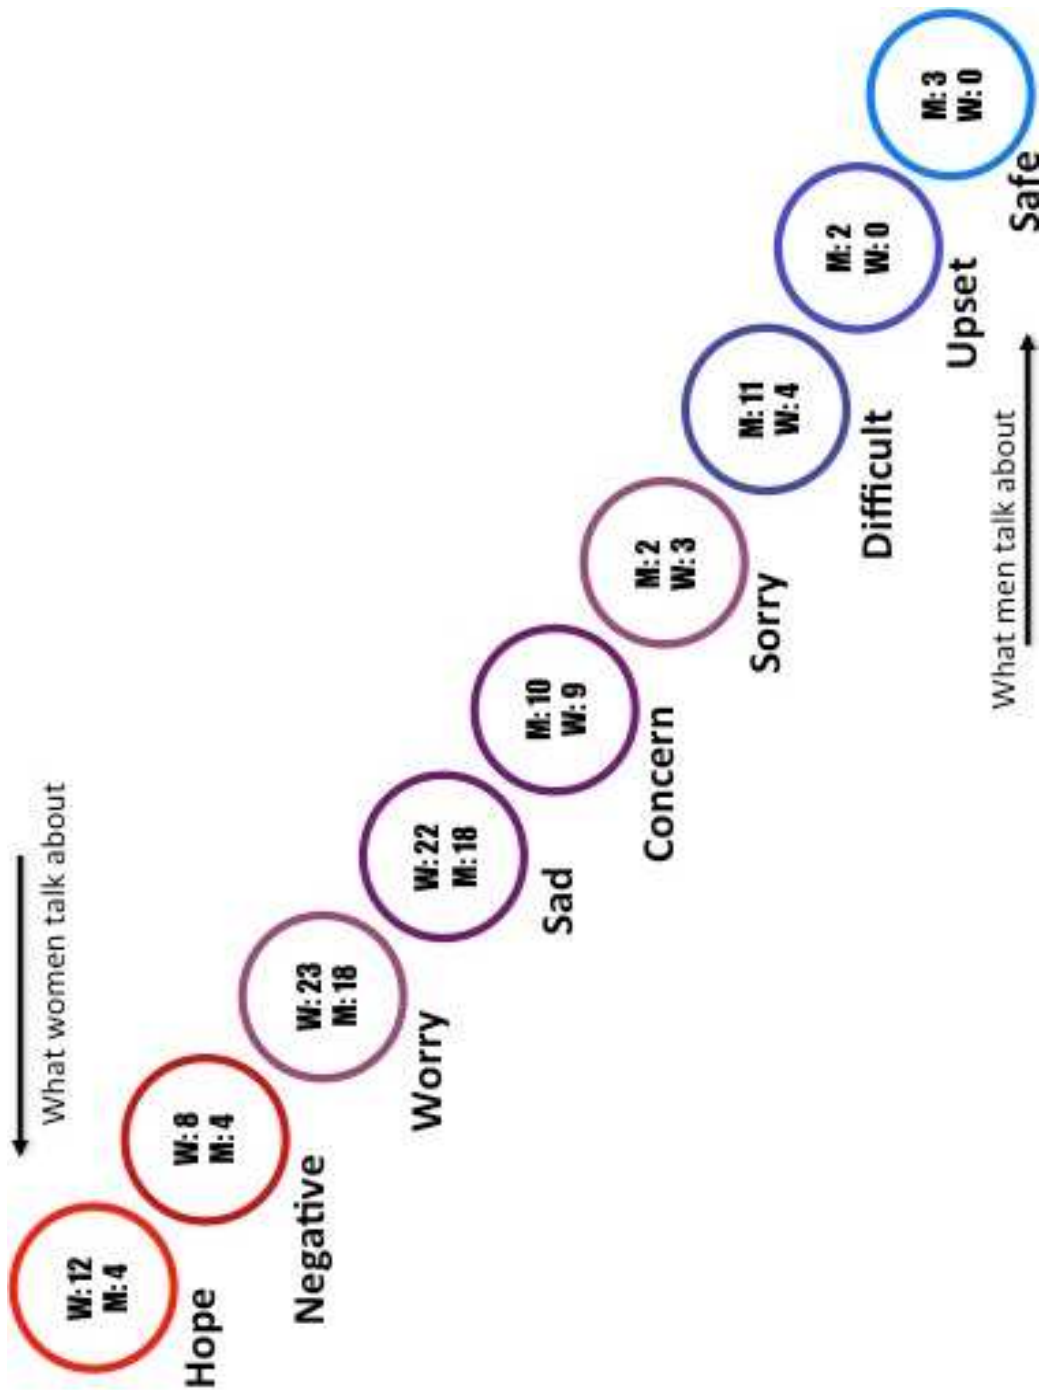 What women talk about
W: 12
M: 4
Hope
W: 8
M: 4
Negative
W: 23
M: 18
Worry
W: 22
M: 18
Sad
M: 10
W: 9
Concern
M: 2
W: 3
Sorry
M: 11
W: 4
Difficult
M: 2
W: 0
Upset
M: 3
W: 0
Safe
What men talk about